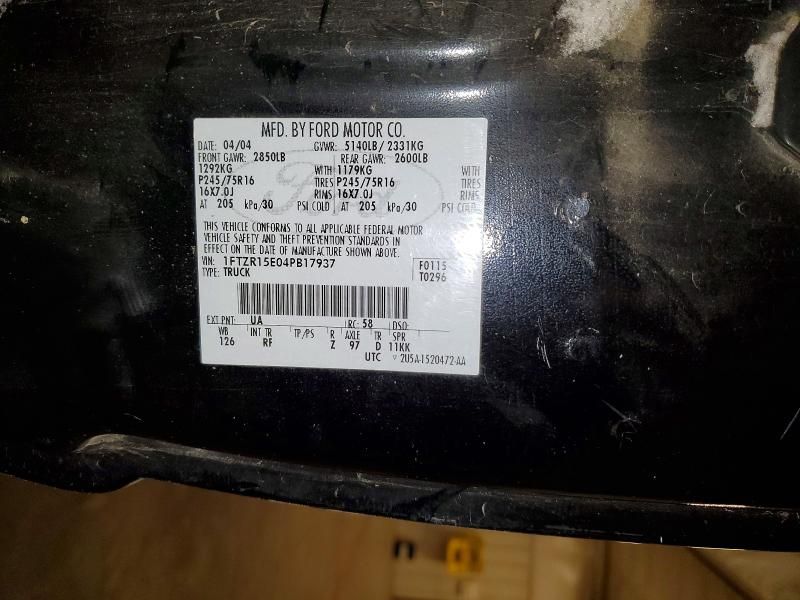 MFD. BY FORD MOTOR CO.
DATE: 04/04 GVWR: 5140LB/ 2331KG
FRONT GAWR: 2850LB REAR GAWR: 2600LB
1292KG WITH 1179KG WITH
P245/75R16 TIRES P245/75R16 TIRES
16X7.0J RIMS 16X7.0J RIMS
AT 205 kPa/30 PSI COLD AT 205 kPa/30 PSI COLD
Ford
THIS VEHICLE CONFORMS TO ALL APPLICABLE FEDERAL MOTOR
VEHICLE SAFETY AND THEFT PREVENTION STANDARDS IN
EFFECT ON THE DATE OF MANUFACTURE SHOWN ABOVE.
VIN: 1FTZR15E04PB17937 F0115
TYPE: TRUCK T0296
EXT PNT: UA RC: 58 DSO:
WB INT TR TP/PS R AXLE TR SPR
126 RF Z 97 D 11KK
UTC ▽ 2U5A-1520472-AA